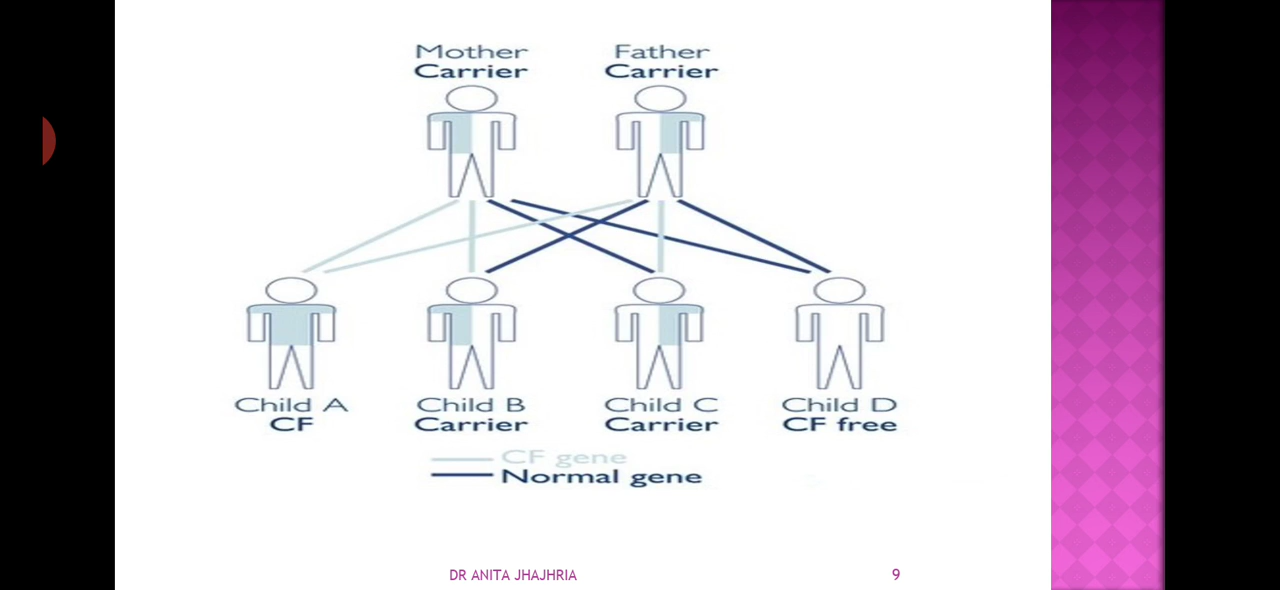 Mother
Carrier
Father
Carrier
Child A
CF
Child B
Carrier
Child C
Carrier
Child D
CF free
CF gene
Normal gene
DR ANITA JHAJHRIA
9